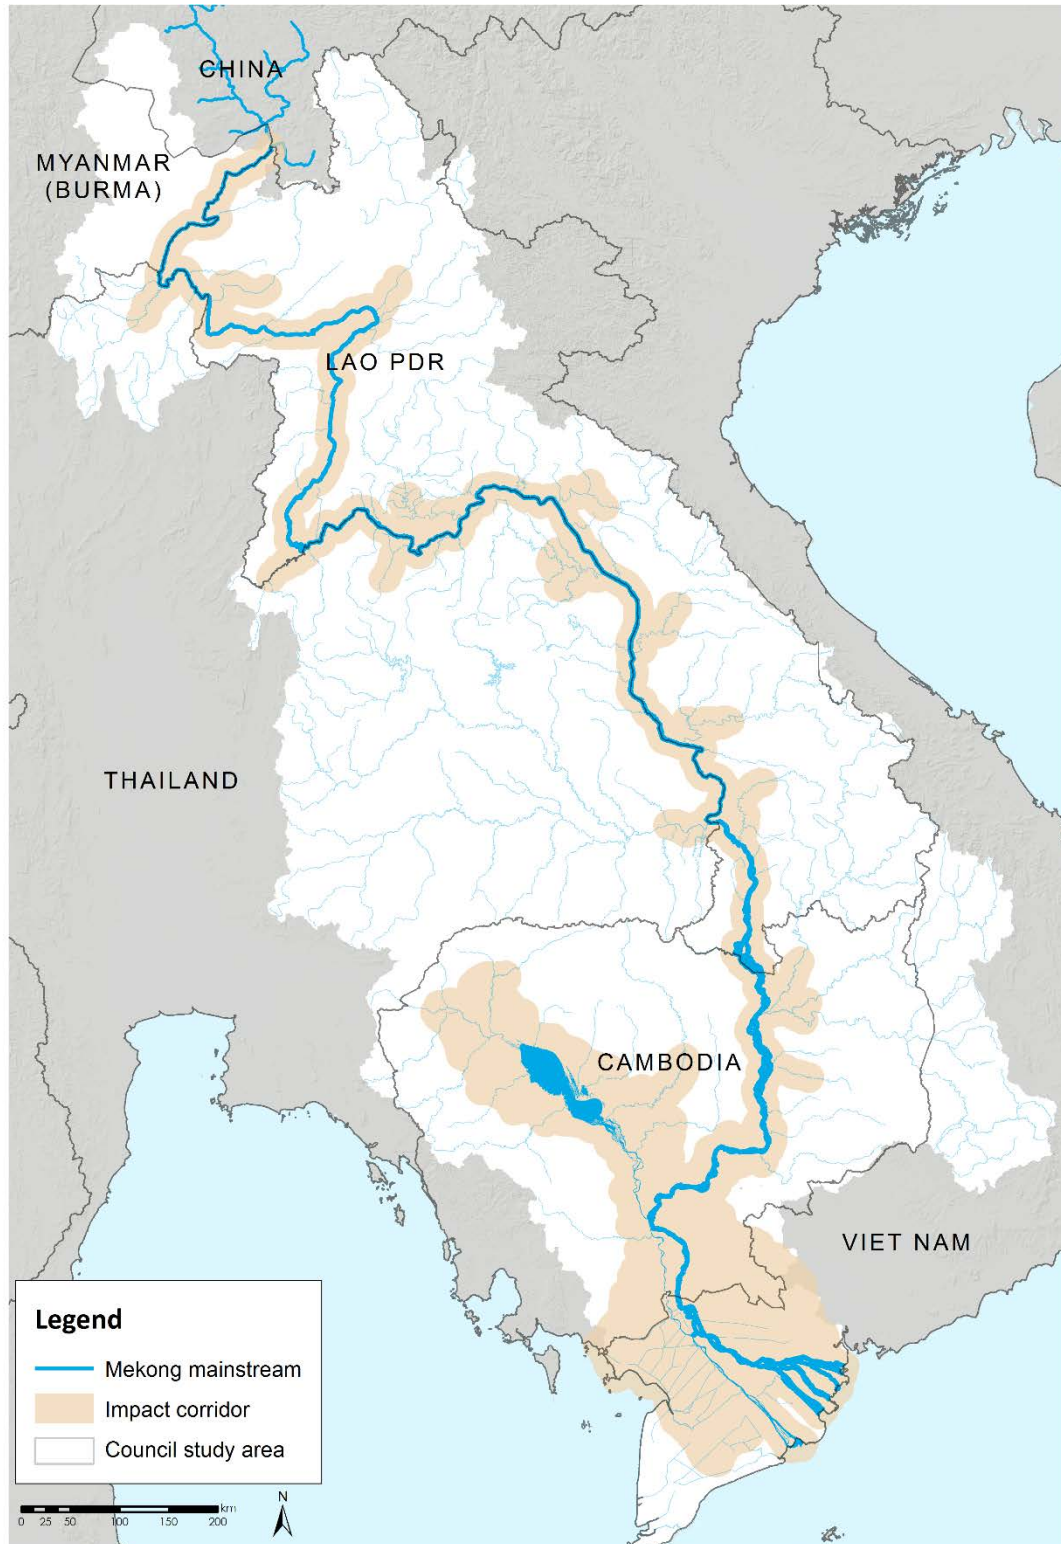 CHINA
MYANMAR
(BURMA)
LAO PDR
THAILAND
CAMBODIA
VIET NAM
Legend
Mekong mainstream
Impact corridor
Council study area
N
km
0 25 50 100 150 200